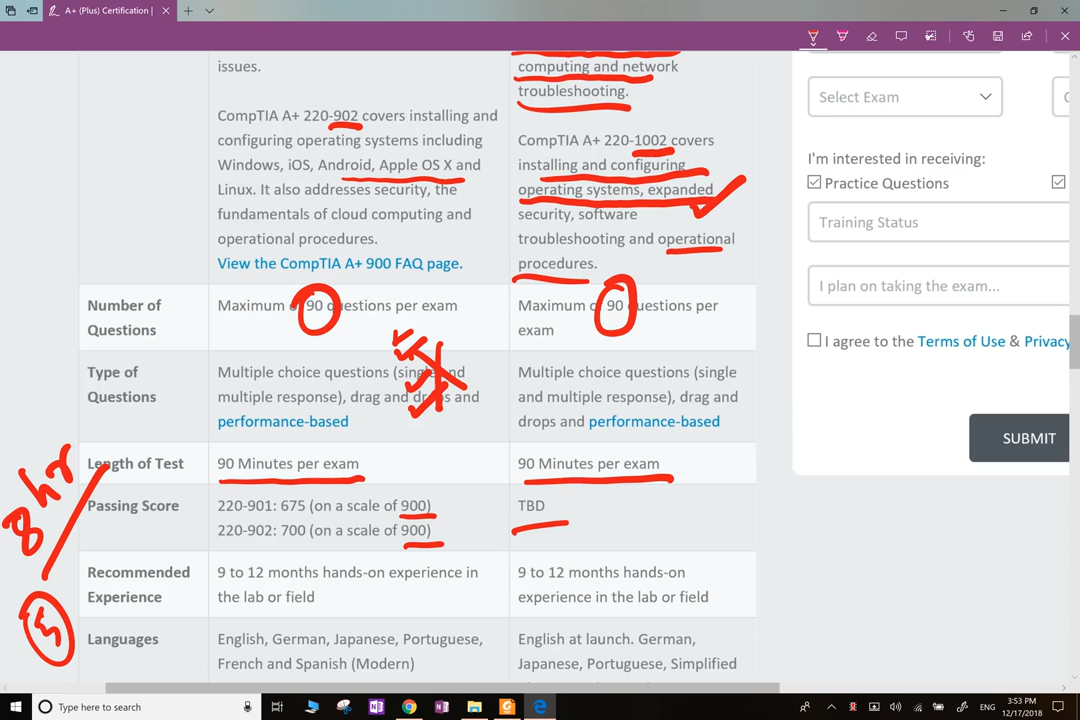 A+ (Plus) Certification |
issues.
CompTIA A+ 220-902 covers installing and
configuring operating systems including
Windows, iOS, Android, Apple OS X and
Linux. It also addresses security, the
fundamentals of cloud computing and
operational procedures.
View the CompTIA A+ 900 FAQ page.
computing and network
troubleshooting.
CompTIA A+ 220-1002 covers
installing and configuring
operating systems, expanded
security, software
troubleshooting and operational
procedures.
Select Exam
I'm interested in receiving:
Practice Questions
Training Status
I plan on taking the exam...
I agree to the Terms of Use & Privacy
SUBMIT
Number of
Questions
Maximum of 90 questions per exam
Maximum of 90 questions per
exam
Type of
Questions
Multiple choice questions (single and
multiple response), drag and drops and
performance-based
Multiple choice questions (single
and multiple response), drag and
drops and performance-based
Length of Test
90 Minutes per exam
90 Minutes per exam
8 hr
Passing Score
220-901: 675 (on a scale of 900)
220-902: 700 (on a scale of 900)
TBD
Recommended
Experience
9 to 12 months hands-on experience in
the lab or field
9 to 12 months hands-on
experience in the lab or field
Languages
English, German, Japanese, Portuguese,
French and Spanish (Modern)
English at launch. German,
Japanese, Portuguese, Simplified
Type here to search
ENG
3:53 PM
12/17/2018